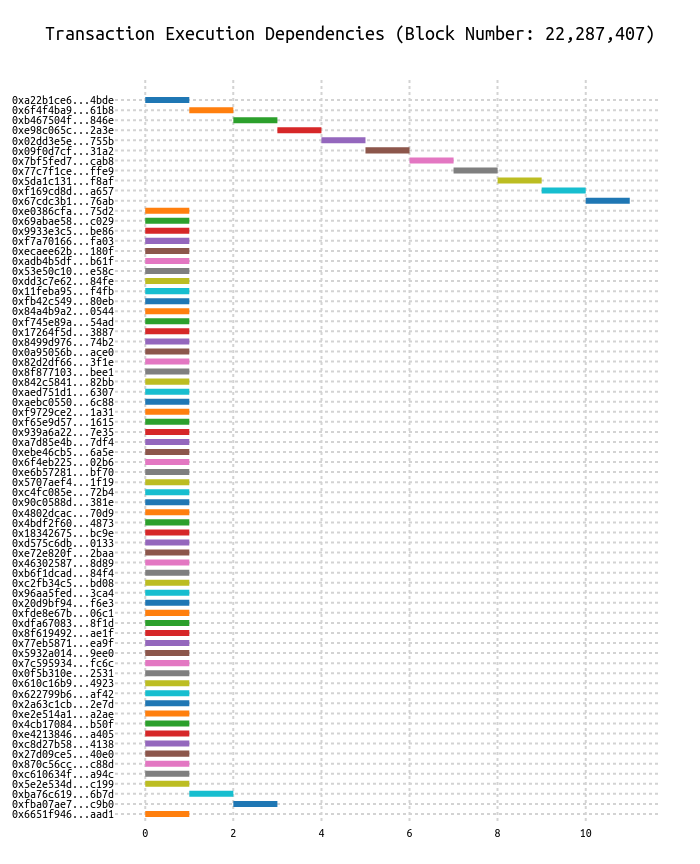 Transaction Execution Dependencies (Block Number: 22,287,407)
0xa22b1ce6...4bde
0x6f4f4ba9...61b8
0xb467504f...846e
0xe98c065c...2a3e
0x02dd3e5e...755b
0x09f0d7cf...31a2
0x7bf5fed7...cab8
0x77c7f1ce...ffe9
0x5da1c131...f8af
0xf169cd8d...a657
0x67cdc3b1...76ab
0xe0386cfa...75d2
0x69abae58...c029
0x9933e3c5...be86
0xf7a70166...fa03
0xecaee62b...180f
0xadb4b5df...b61f
0x53e50c10...e58c
0xdd3c7e62...84fe
0x11feba95...f4fb
0xfb42c549...80eb
0x84a4b9a2...0544
0xf745e89a...54ad
0x17264f5d...3887
0x8499d976...74b2
0x0a95056b...ace0
0x82d2df66...3f1e
0x8f877103...bee1
0x842c5841...82bb
0xaed751d1...6307
0xaebc0550...6c88
0xf9729ce2...1a31
0xf65e9d57...1615
0x939a6a22...7e35
0xa7d85e4b...7df4
0xebe46cb5...6a5e
0x6f4eb225...02b6
0xe6b57281...bf70
0x5707aef4...1f19
0xc4fc085e...72b4
0x90c0588d...381e
0x4802dcac...70d9
0x4bdf2f60...4873
0x18342675...bc9e
0xd575c6db...0133
0xe72e820f...2baa
0x46302587...8d89
0xb6f1dcad...84f4
0xc2fb34c5...bd08
0x96aa5fed...3ca4
0x20d9bf94...f6e3
0xfde8e67b...06c1
0xdfa67083...8f1d
0x8f619492...ae1f
0x77eb5871...ea9f
0x5932a014...9ee0
0x7c595934...fc6c
0x0f5b310e...2531
0x610c16b9...4923
0x622799b6...af42
0x2a63c1cb...2e7d
0xe2e514a1...a2ae
0x4cb17084...b50f
0xe4213846...a405
0xc8d27b58...4138
0x27d09ce5...40e0
0x870c56cc...c88d
0xc610634f...a94c
0x5e2e534d...c199
0xba76c619...6b7d
0xfba07ae7...c9b0
0x6651f946...aad1
0 2 4 6 8 10